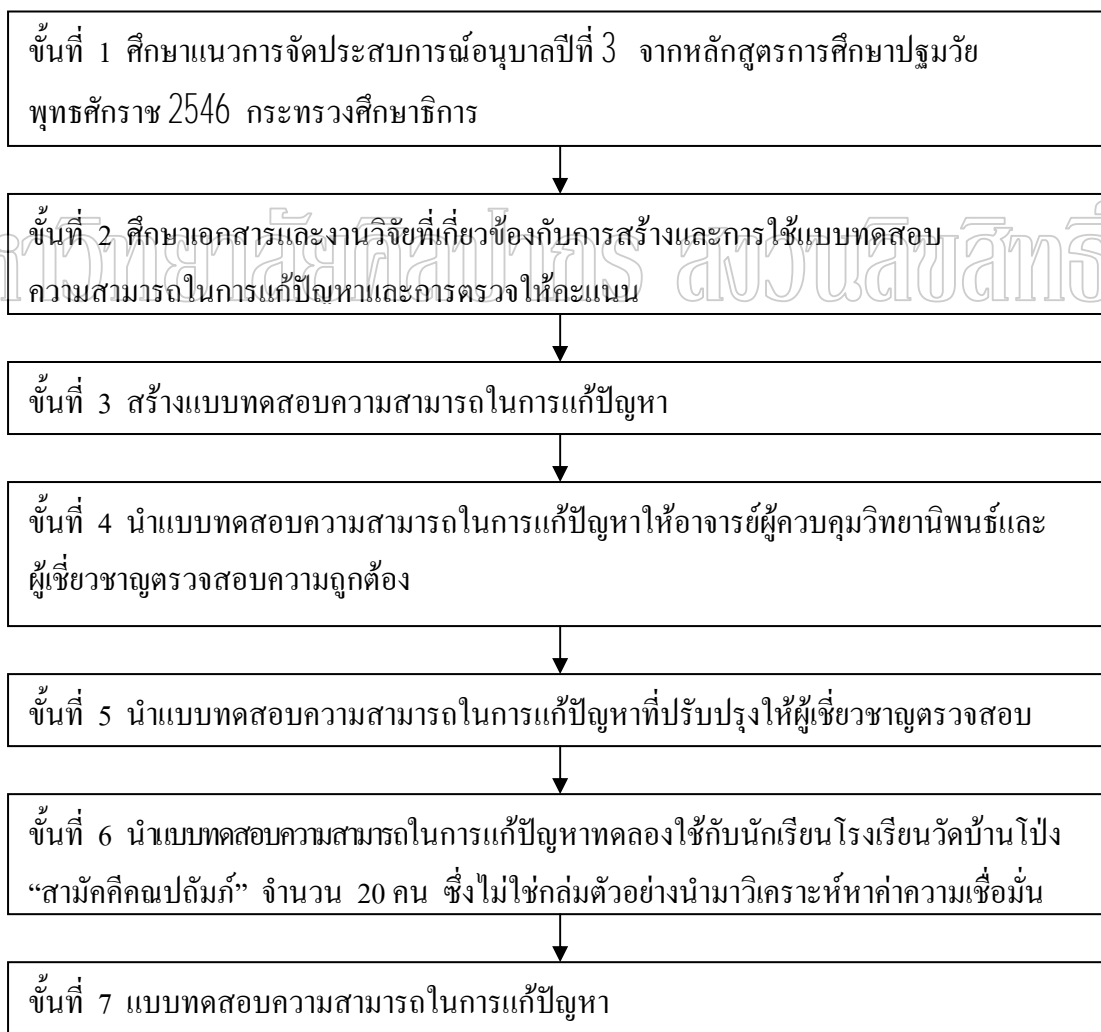 ขั้นที่ 1 ศึกษาแนวการจัดประสบการณ์อนุบาลปีที่ 3 จากหลักสูตรการศึกษาปฐมวัย
พุทธศักราช 2546 กระทรวงศึกษาธิการ
ขั้นที่ 2 ศึกษาเอกสารและงานวิจัยที่เกี่ยวข้องกับการสร้างและการใช้แบบทดสอบ
ความสามารถในการแก้ปัญหาและการตรวจให้คะแนน
าวิทยาลัยศิลปากร สงวนลิขสิทธิ์
ขั้นที่ 3 สร้างแบบทดสอบความสามารถในการแก้ปัญหา
ขั้นที่ 4 นำแบบทดสอบความสามารถในการแก้ปัญหาให้อาจารย์ผู้ควบคุมวิทยานิพนธ์และ
ผู้เชี่ยวชาญตรวจสอบความถูกต้อง
ขั้นที่ 5 นำแบบทดสอบความสามารถในการแก้ปัญหาที่ปรับปรุงให้ผู้เชี่ยวชาญตรวจสอบ
ขั้นที่ 6 นำแบบทดสอบความสามารถในการแก้ปัญหาทดลองใช้กับนักเรียนโรงเรียนวัดบ้านโป่ง
“สามัคคีคุณปถัมภ์” จำนวน 20 คน ซึ่งไม่ใช่กลุ่มตัวอย่างนำมาวิเคราะห์หาค่าความเชื่อมั่น
ขั้นที่ 7 แบบทดสอบความสามารถในการแก้ปัญหา